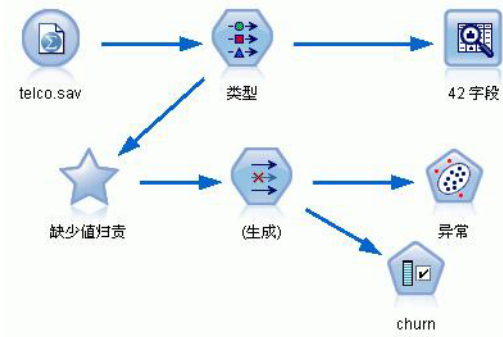 telco.sav
类型
42 字段
缺少值归责
(生成)
异常
churn